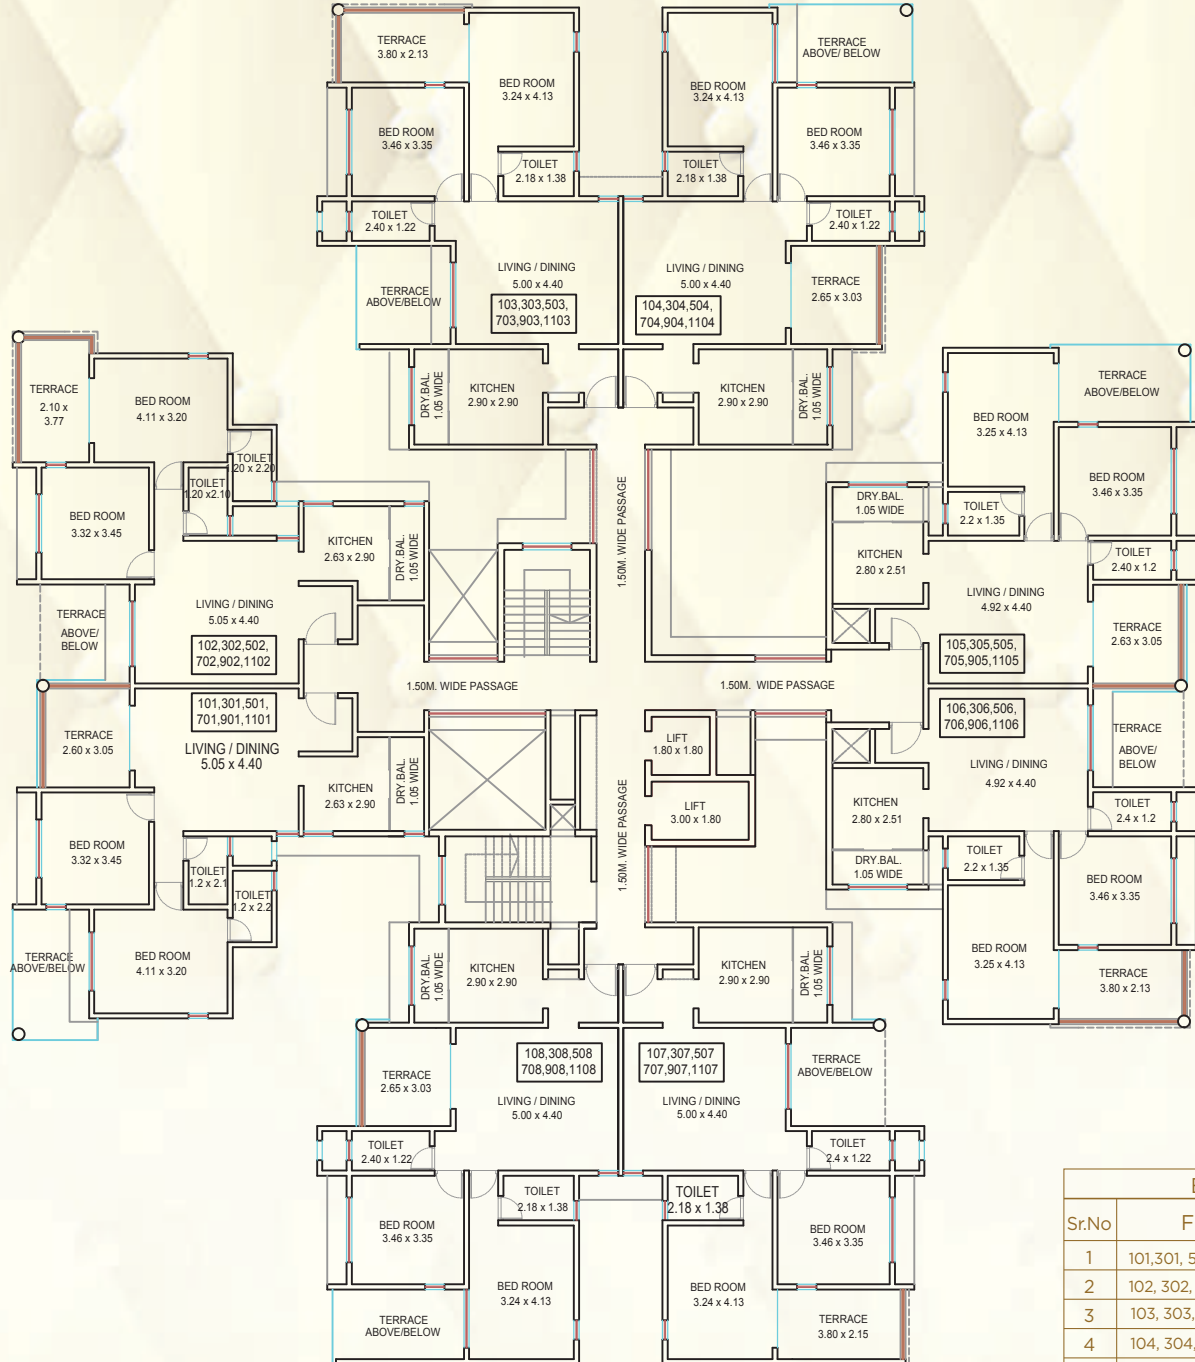 TERRACE
3.80 x 2.13
BED ROOM
3.24 x 4.13
BED ROOM
3.46 x 3.35
TOILET
2.18 x 1.38
TOILET
2.40 x 1.22
LIVING / DINING
5.00 x 4.40
TERRACE
ABOVE/BELOW
103,303,503,
703,903,1103
DRY.BAL.
1.05 WIDE
KITCHEN
2.90 x 2.90
TERRACE
ABOVE/ BELOW
BED ROOM
3.24 x 4.13
BED ROOM
3.46 x 3.35
TOILET
2.18 x 1.38
TOILET
2.40 x 1.22
LIVING / DINING
5.00 x 4.40
TERRACE
2.65 x 3.03
104,304,504,
704,904,1104
KITCHEN
2.90 x 2.90
DRY.BAL.
1.05 WIDE
TERRACE
2.10 x
3.77
BED ROOM
4.11 x 3.20
TOILET
1.20 x 2.20
TOILET
1.20 x2.10
BED ROOM
3.32 x 3.45
KITCHEN
2.63 x 2.90
DRY.BAL.
1.05 WIDE
LIVING / DINING
5.05 x 4.40
TERRACE
ABOVE/
BELOW
102,302,502,
702,902,1102
1.50M. WIDE PASSAGE
TERRACE
ABOVE/BELOW
BED ROOM
3.25 x 4.13
BED ROOM
3.46 x 3.35
DRY.BAL.
1.05 WIDE
TOILET
2.2 x 1.35
KITCHEN
2.80 x 2.51
TOILET
2.40 x 1.2
LIVING / DINING
4.92 x 4.40
TERRACE
2.63 x 3.05
105,305,505,
705,905,1105
1.50M. WIDE PASSAGE
1.50M. WIDE PASSAGE
101,301,501,
701,901,1101
LIVING / DINING
5.05 x 4.40
TERRACE
2.60 x 3.05
KITCHEN
2.63 x 2.90
DRY.BAL.
1.05 WIDE
BED ROOM
3.32 x 3.45
TOILET
1.2 x 2.1
TOILET
1.2 x 2.2
BED ROOM
4.11 x 3.20
TERRACE
ABOVE/BELOW
LIFT
1.80 x 1.80
LIFT
3.00 x 1.80
1.50M. WIDE PASSAGE
106,306,506,
706,906,1106
TERRACE
ABOVE/
BELOW
LIVING / DINING
4.92 x 4.40
KITCHEN
2.80 x 2.51
TOILET
2.4 x 1.2
TOILET
2.2 x 1.35
DRY.BAL.
1.05 WIDE
BED ROOM
3.46 x 3.35
BED ROOM
3.25 x 4.13
TERRACE
3.80 x 2.13
DRY.BAL.
1.05 WIDE
KITCHEN
2.90 x 2.90
108,308,508
708,908,1108
TERRACE
2.65 x 3.03
LIVING / DINING
5.00 x 4.40
TOILET
2.40 x 1.22
TOILET
2.18 x 1.38
BED ROOM
3.46 x 3.35
BED ROOM
3.24 x 4.13
TERRACE
ABOVE/BELOW
KITCHEN
2.90 x 2.90
DRY.BAL.
1.05 WIDE
107,307,507
707,907,1107
TERRACE
ABOVE/BELOW
LIVING / DINING
5.00 x 4.40
TOILET
2.4 x 1.22
TOILET
2.18 x 1.38
BED ROOM
3.46 x 3.35
BED ROOM
3.24 x 4.13
TERRACE
3.80 x 2.15
Sr.No F
1 101,301, 5
2 102, 302,
3 103, 303,
4 104, 304,